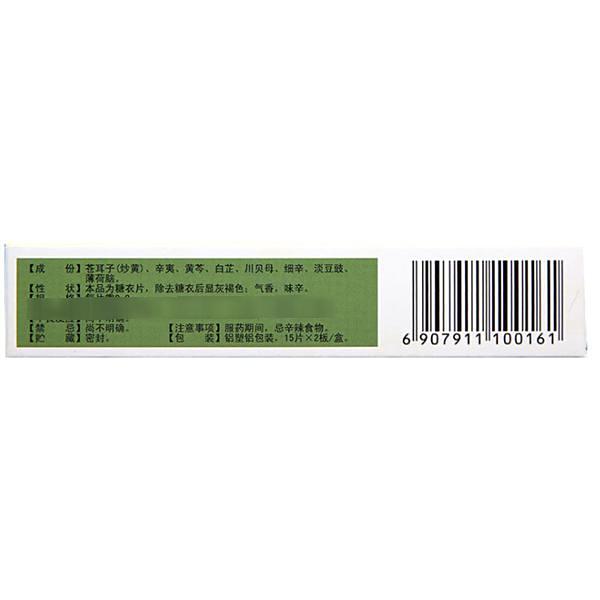 【成 份】苍耳子(炒黄)、辛夷、黄芩、白芷、川贝母、细辛、淡豆豉、
薄荷脑。
【性 状】本品为糖衣片，除去糖衣后显灰褐色；气香，味辛。
【禁 忌】尚不明确。 【注意事项】服药期间，忌辛辣食物。
【贮 藏】密封。 【包 装】铝塑铝包装，15片×2板/盒。
6 907911 100161